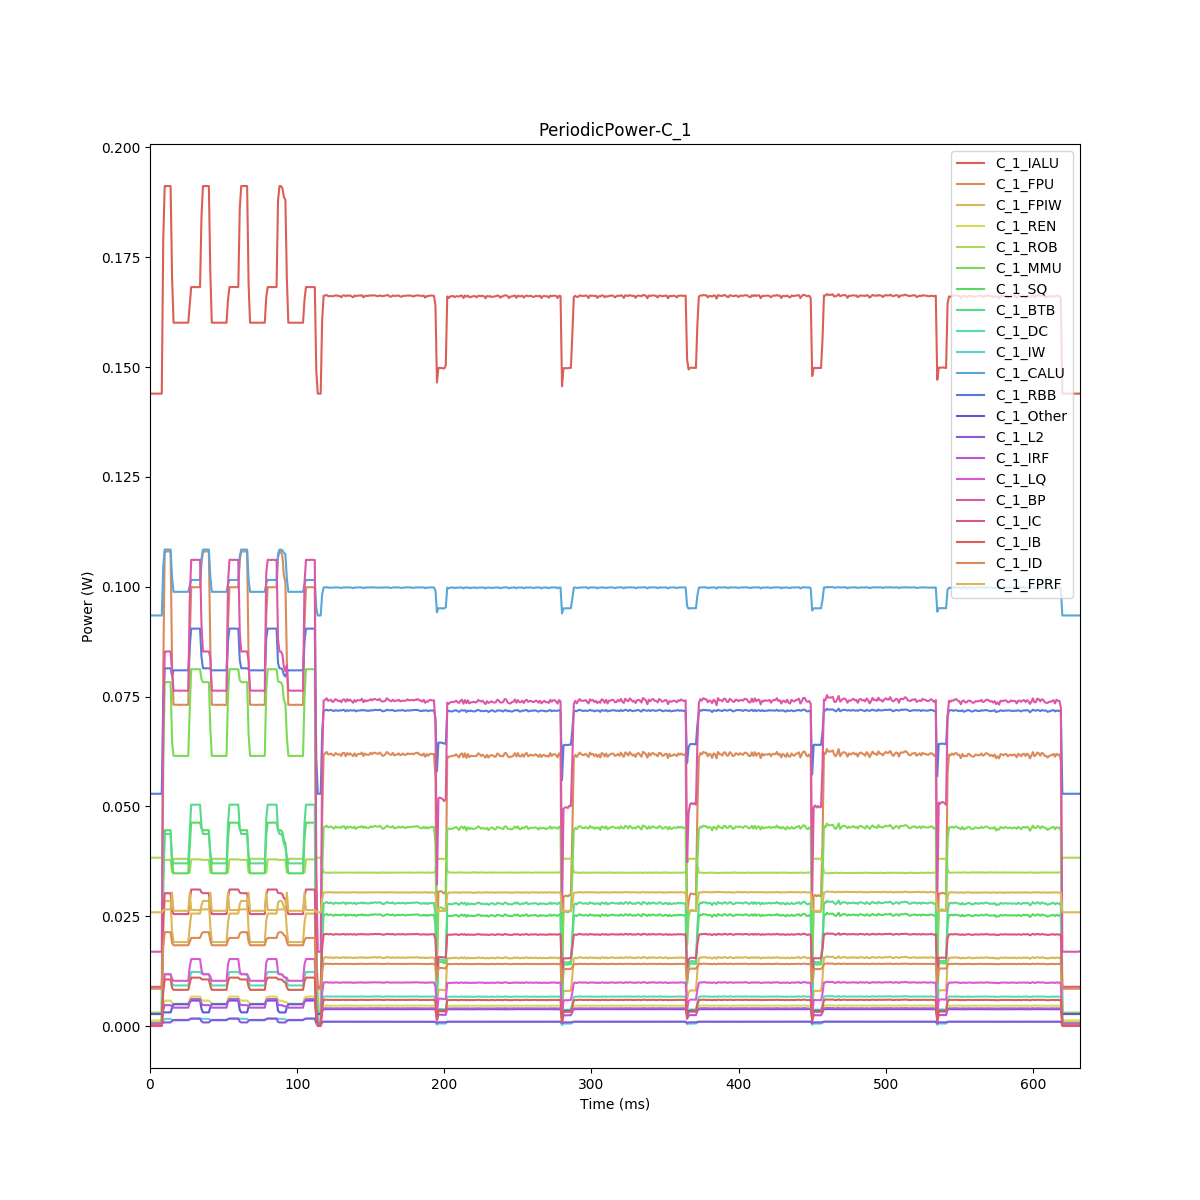 PeriodicPower-C_1
0.200
0.175
0.150
0.125
0.100
0.075
0.050
0.025
0.000
Power (W)
0
100
200
300
400
500
600
Time (ms)
C_1_IALU
C_1_FPU
C_1_FPIW
C_1_REN
C_1_ROB
C_1_MMU
C_1_SQ
C_1_BTB
C_1_DC
C_1_IW
C_1_CALU
C_1_RBB
C_1_Other
C_1_L2
C_1_IRF
C_1_LQ
C_1_BP
C_1_IC
C_1_IB
C_1_ID
C_1_FPRF